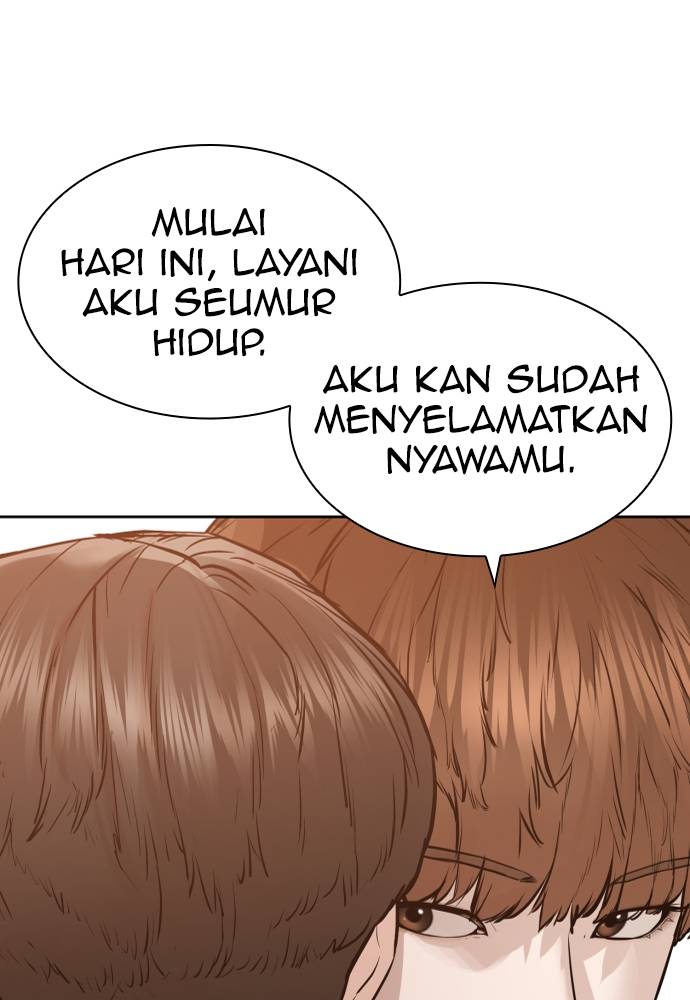 MULAI
HARI INI, LAYANI
AKU SEUMUR
HIDUP.
AKU KAN SUDAH
MENYELAMATKAN
NYAWAMU.